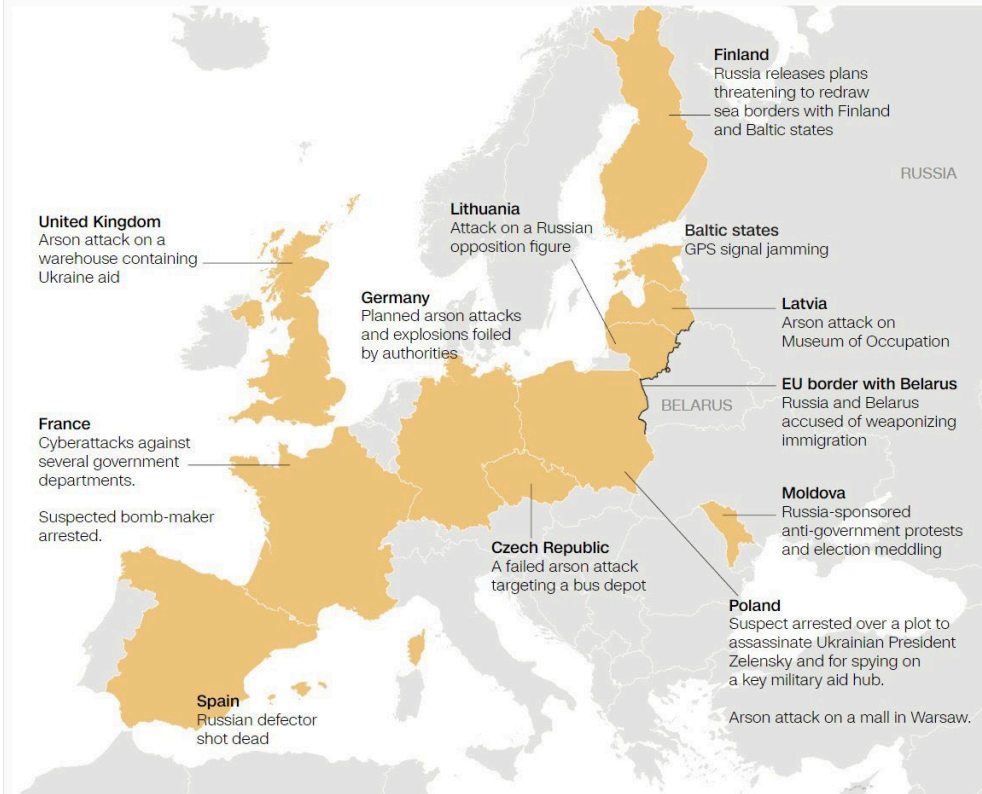 Finland
Russia releases plans
threatening to redraw
sea borders with Finland
and Baltic states
RUSSIA
United Kingdom
Arson attack on a
warehouse containing
Ukraine aid
Lithuania
Attack on a Russian
opposition figure
Baltic states
GPS signal jamming
Germany
Planned arson attacks
and explosions foiled
by authorities
Latvia
Arson attack on
Museum of Occupation
EU border with Belarus
Russia and Belarus
accused of weaponizing
immigration
BELARUS
France
Cyberattacks against
several government
departments.
Suspected bomb-maker
arrested.
Moldova
Russia-sponsored
anti-government protests
and election meddling
Czech Republic
A failed arson attack
targeting a bus depot
Poland
Suspect arrested over a plot to
assassinate Ukrainian President
Zelensky and for spying on
a key military aid hub.
Arson attack on a mall in Warsaw.
Spain
Russian defector
shot dead